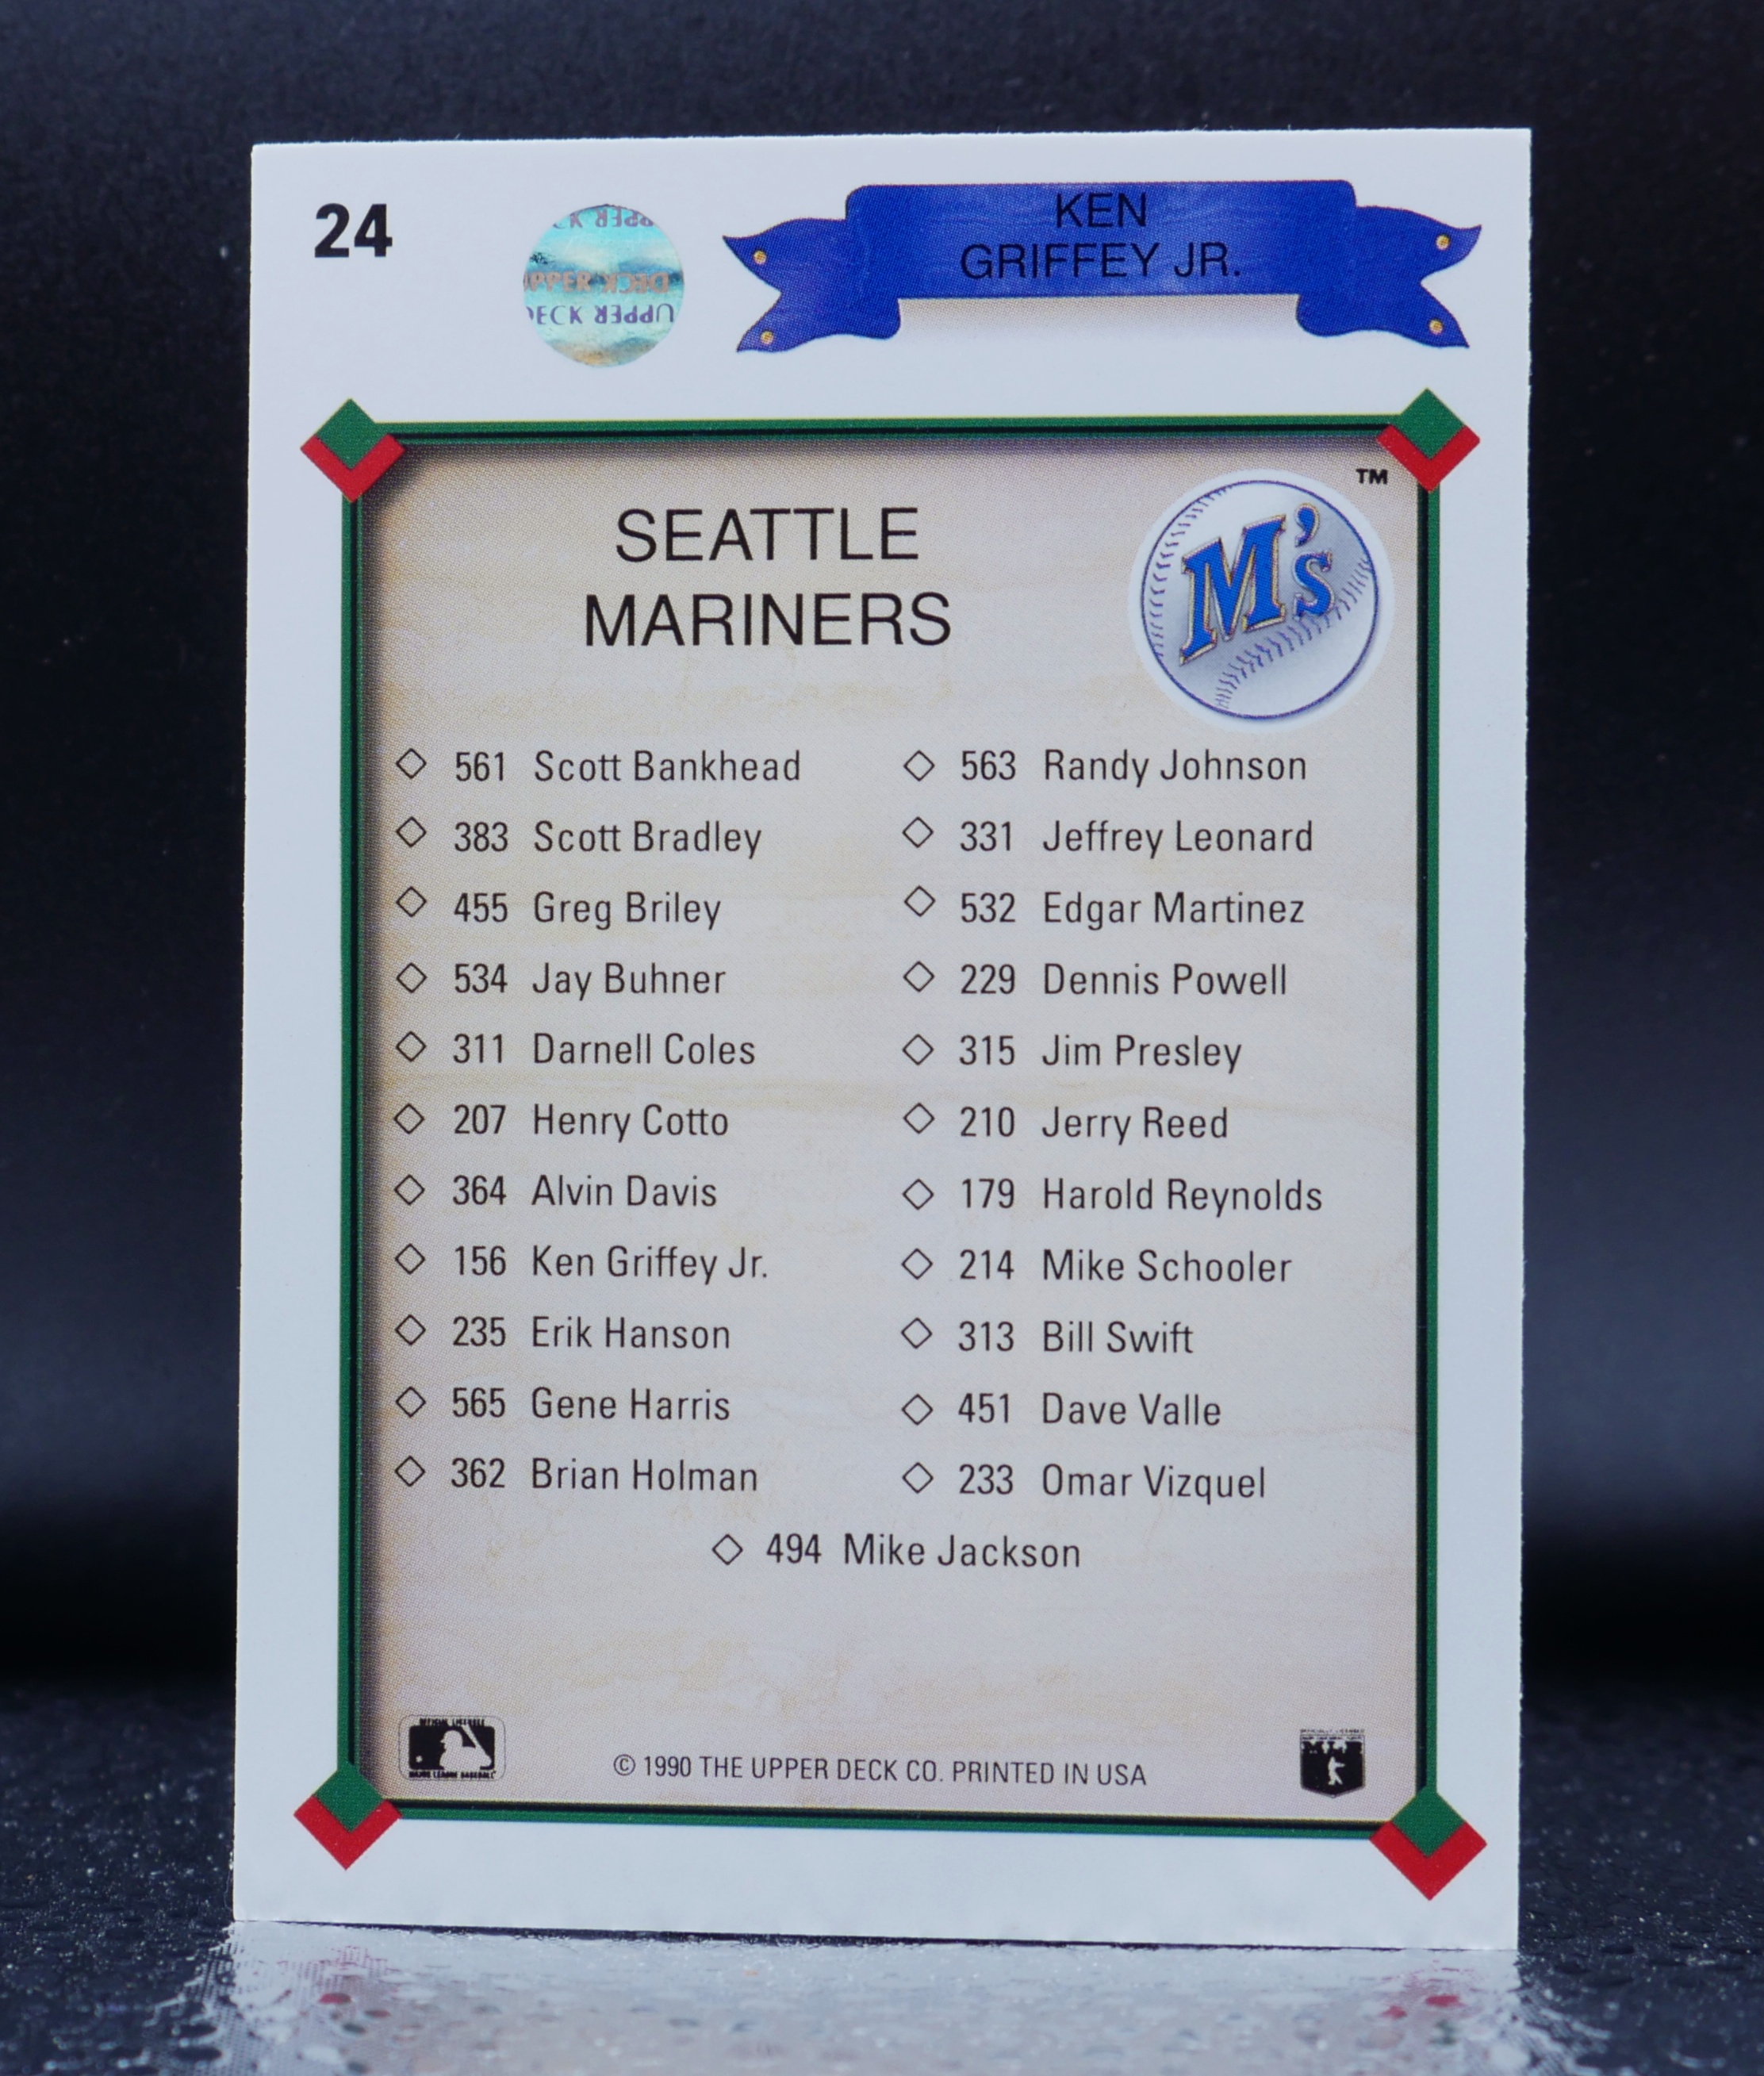 24
KEN
GRIFFEY JR.
UPPER DECK
SEATTLE
MARINERS
TM
M's
561 Scott Bankhead
383 Scott Bradley
455 Greg Briley
534 Jay Buhner
311 Darnell Coles
207 Henry Cotto
364 Alvin Davis
156 Ken Griffey Jr.
235 Erik Hanson
565 Gene Harris
362 Brian Holman
563 Randy Johnson
331 Jeffrey Leonard
532 Edgar Martinez
229 Dennis Powell
315 Jim Presley
210 Jerry Reed
179 Harold Reynolds
214 Mike Schooler
313 Bill Swift
451 Dave Valle
233 Omar Vizquel
494 Mike Jackson
© 1990 THE UPPER DECK CO. PRINTED IN USA